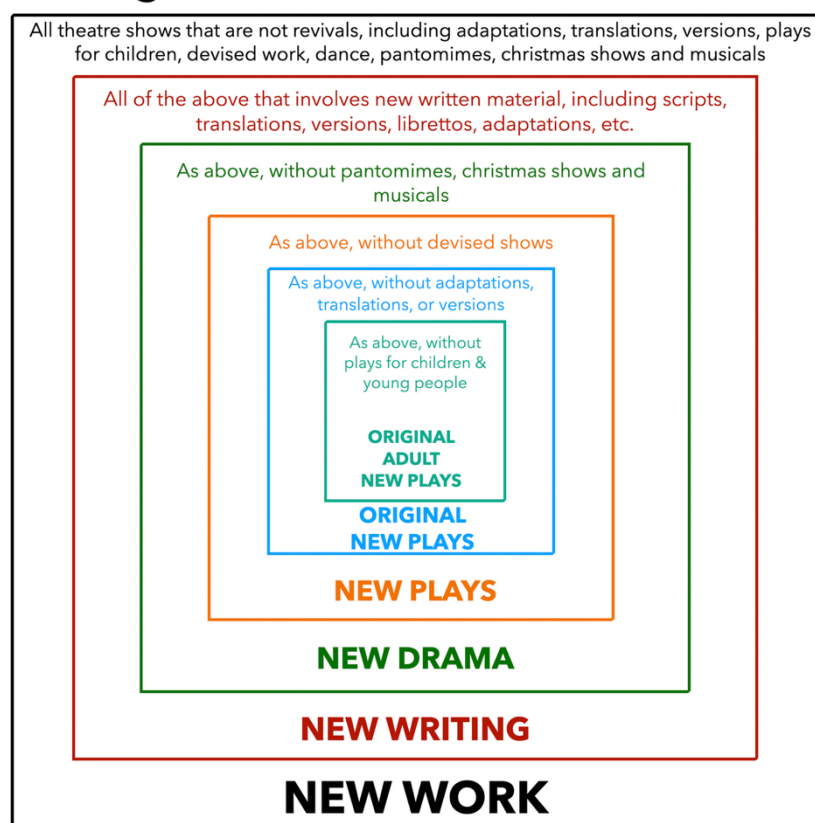 All theatre shows that are not revivals, including adaptations, translations, versions, plays
for children, devised work, dance, pantomimes, christmas shows and musicals
All of the above that involves new written material, including scripts,
translations, versions, librettos, adaptations, etc.
As above, without pantomimes, christmas shows and
musicals
As above, without devised shows
As above, without adaptations,
translations, or versions
As above, without
plays for children &
young people
ORIGINAL
ADULT
NEW PLAYS
ORIGINAL
NEW PLAYS
NEW PLAYS
NEW DRAMA
NEW WRITING
NEW WORK